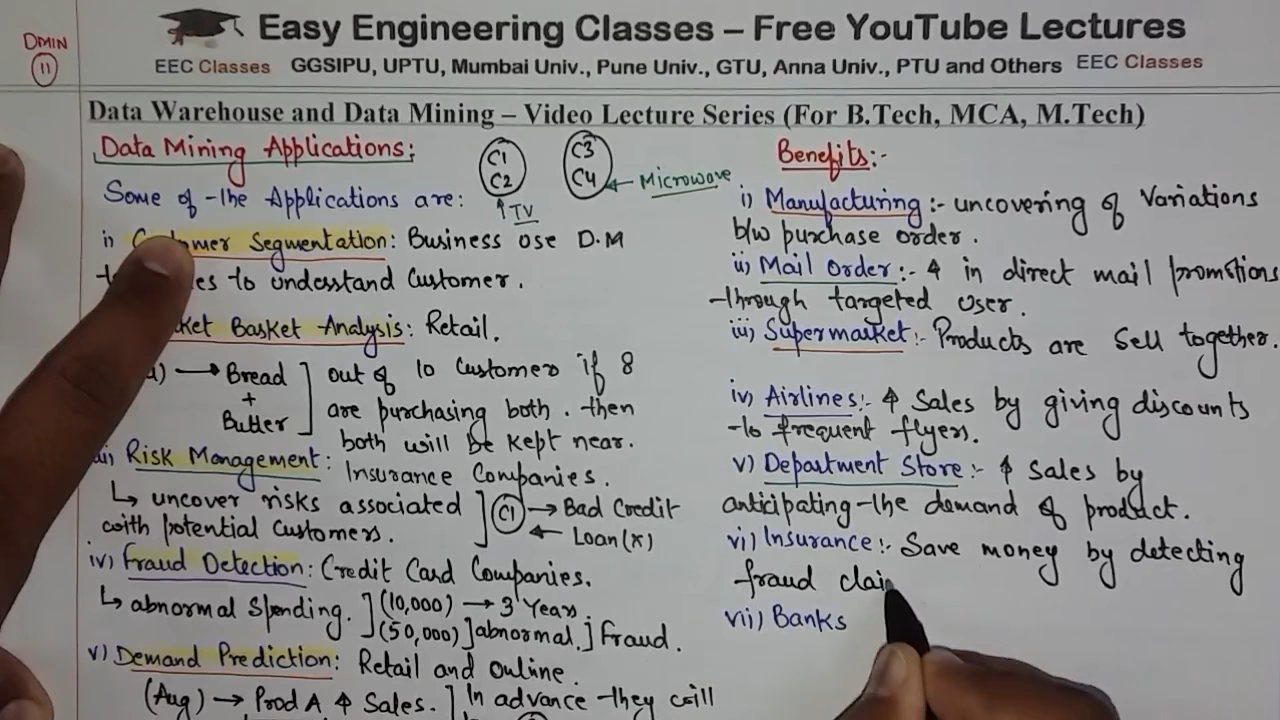 Easy Engineering Classes – Free YouTube Lectures
EEC Classes GGSIPU, UPTU, Mumbai Univ., Pune Univ., GTU, Anna Univ., PTU and Others EEC Classes
DMIN
11
Data Warehouse and Data Mining – Video Lecture Series (For B.Tech, MCA, M.Tech)
Data Mining Applications:
C1
C2
↑ TV
C3
C4 ← Microwave
Some of the Applications are:
i) Customer Segmentation: Business use D.M
to understand Customer.
Basket Analysis: Retail.
→ Bread
+
Butter
out of 10 Customer if 8
are purchasing both. then
both will be kept near.
iii) Risk Management: Insurance Companies.
↳ uncover risks associated
with potential Customers.
C1 → Bad Credit
← Loan(x)
iv) Fraud Detection: Credit Card Companies.
↳ abnormal Spending. ] (10,000) → 3 Years
(50,000) ] abnormal. ] Fraud.
v) Demand Prediction: Retail and online.
(Aug) → Prod A ↑ Sales. ] In advance they will
Benefits:-
i) Manufacturing:- uncovering of Variations
b/w purchase order.
ii) Mail Order:- ↑ in direct mail promotions
through targeted user.
iii) Supermarket:- Products are Sell together.
iv) Airlines:- ↑ Sales by giving discounts
to frequent flyers.
v) Department Store:- ↑ Sales by
anticipating the demand of product.
vi) Insurance:- Save money by detecting
fraud clai
vii) Banks